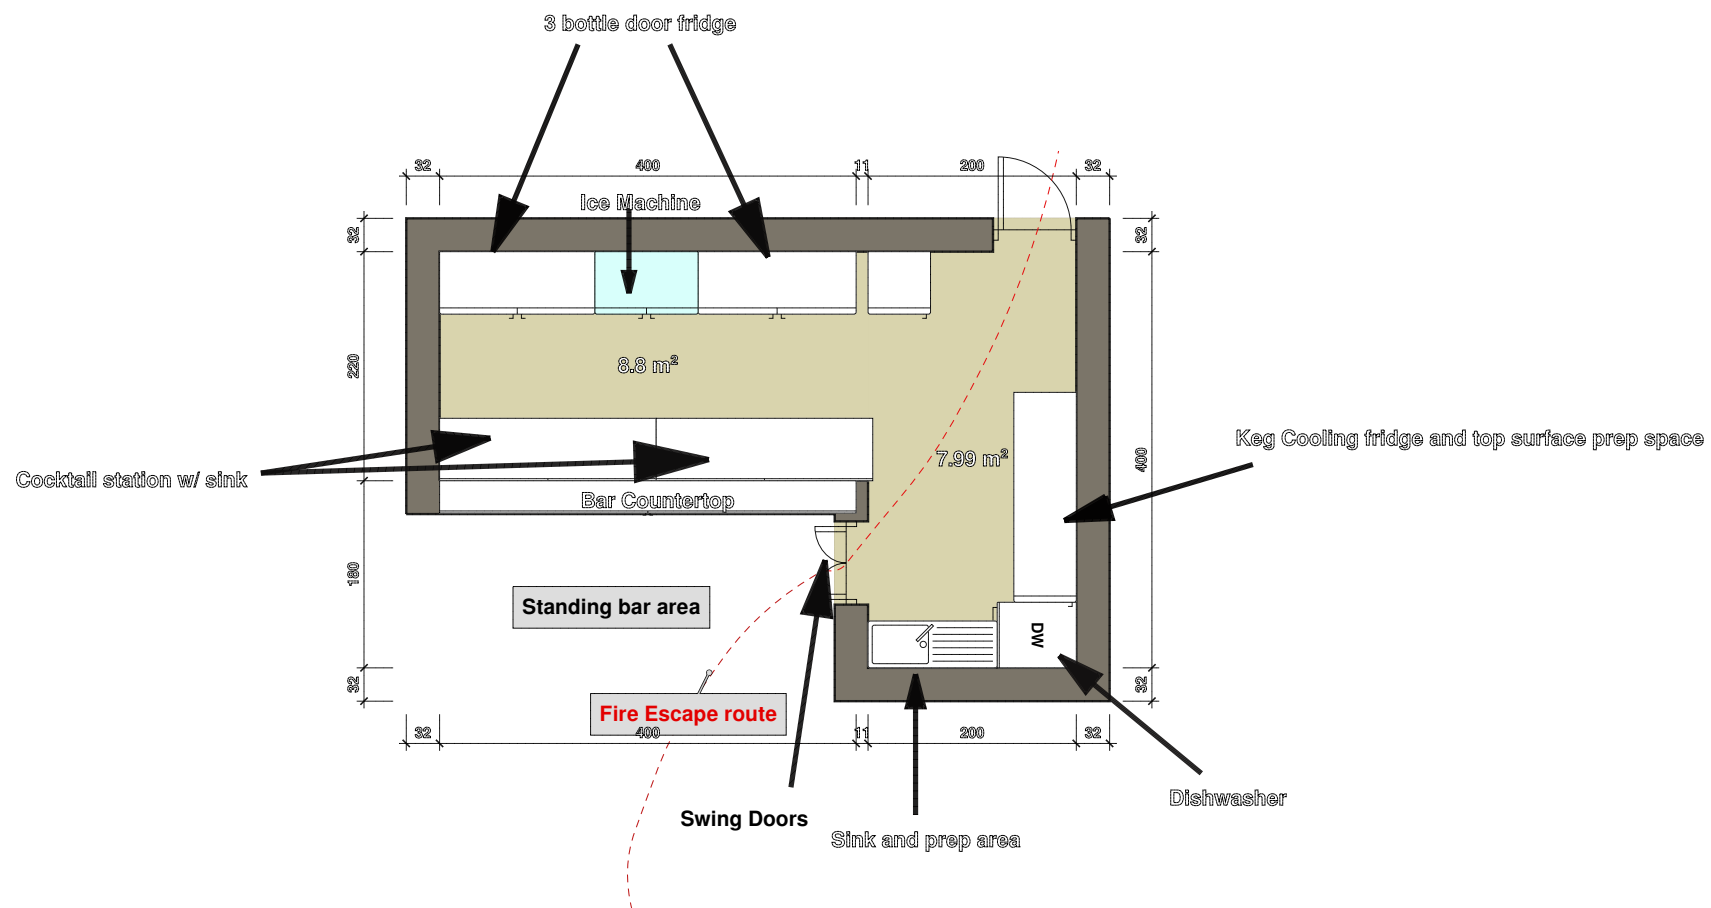 3 bottle door fridge
32
400
11
200
32
Ice Machine
32
32
220
8.8 m²
400
7.99 m²
Keg Cooling fridge and top surface prep space
Cocktail station w/ sink
Bar Countertop
180
Standing bar area
DW
32
32
Fire Escape route
32
400
11
200
32
Swing Doors
Sink and prep area
Dishwasher